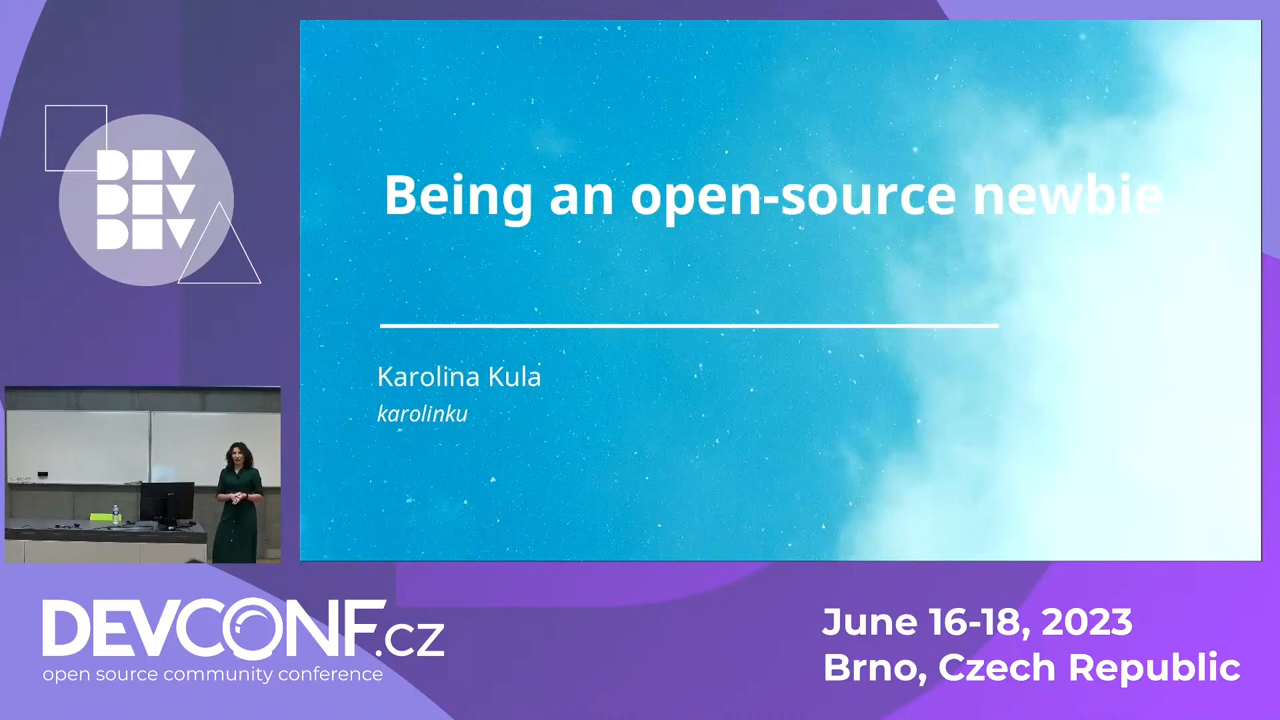 DEV
DEV
DEV
Being an open-source newbie
Karolina Kula
karolinku
DEVCONF.cz
open source community conference
June 16-18, 2023
Brno, Czech Republic